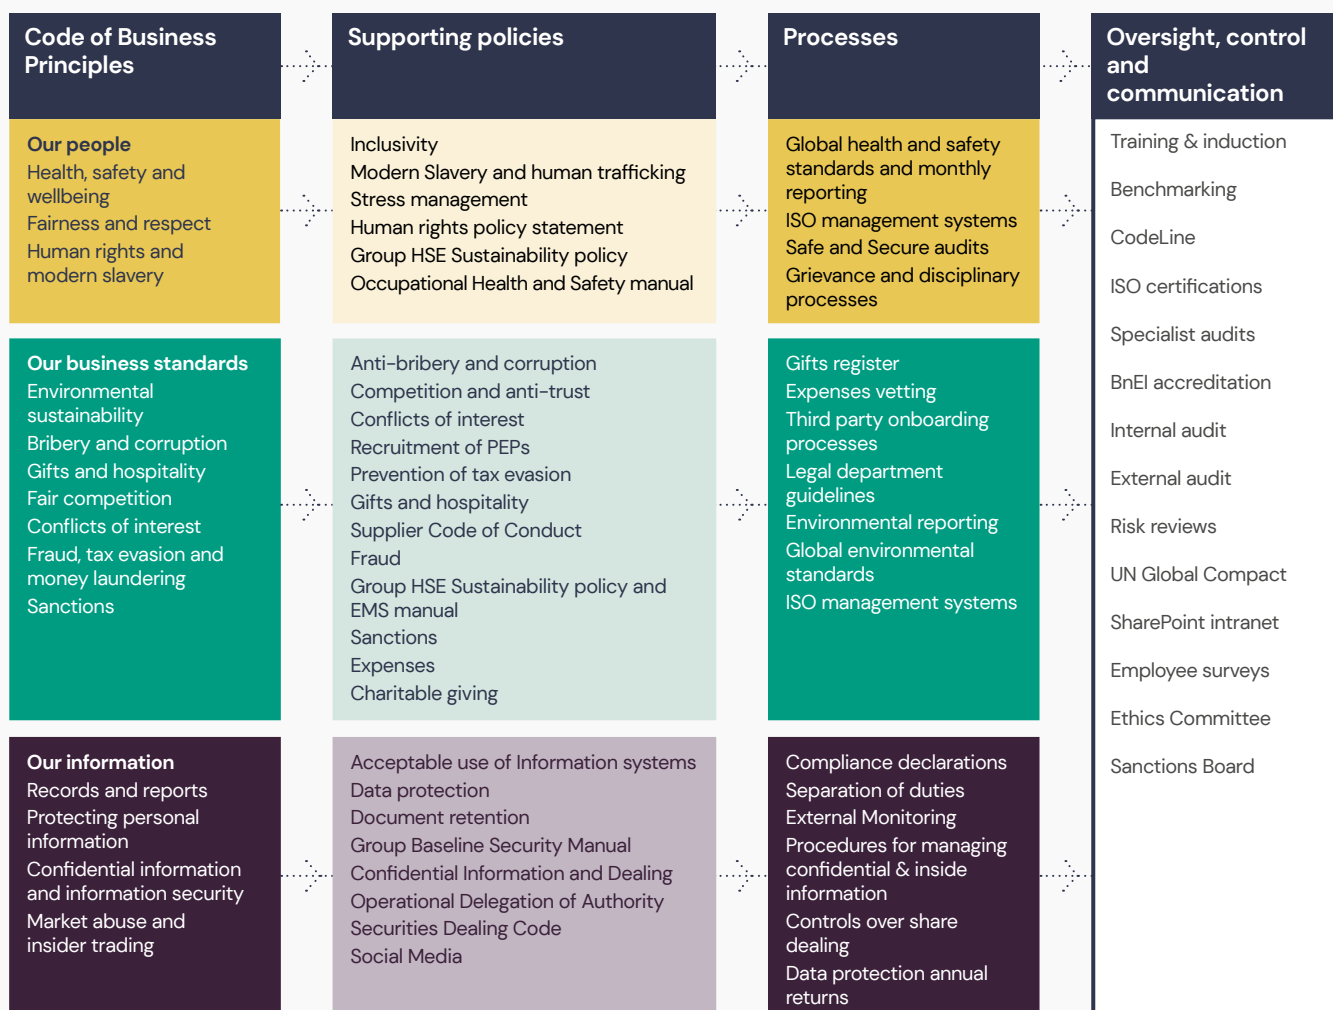 Code of Business
Principles
Supporting policies
Processes
Oversight, control
and
communication
Our people
Health, safety and
wellbeing
Fairness and respect
Human rights and
modern slavery
Inclusivity
Modern Slavery and human trafficking
Stress management
Human rights policy statement
Group HSE Sustainability policy
Occupational Health and Safety manual
Global health and safety
standards and monthly
reporting
ISO management systems
Safe and Secure audits
Grievance and disciplinary
processes
Our business standards
Environmental
sustainability
Bribery and corruption
Gifts and hospitality
Fair competition
Conflicts of interest
Fraud, tax evasion and
money laundering
Sanctions
Anti-bribery and corruption
Competition and anti-trust
Conflicts of interest
Recruitment of PEPs
Prevention of tax evasion
Gifts and hospitality
Supplier Code of Conduct
Fraud
Group HSE Sustainability policy and
EMS manual
Sanctions
Expenses
Charitable giving
Gifts register
Expenses vetting
Third party onboarding
processes
Legal department
guidelines
Environmental reporting
Global environmental
standards
ISO management systems
Our information
Records and reports
Protecting personal
information
Confidential information
and information security
Market abuse and
insider trading
Acceptable use of Information systems
Data protection
Document retention
Group Baseline Security Manual
Confidential Information and Dealing
Operational Delegation of Authority
Securities Dealing Code
Social Media
Compliance declarations
Separation of duties
External Monitoring
Procedures for managing
confidential & inside
information
Controls over share
dealing
Data protection annual
returns
Training & induction
Benchmarking
CodeLine
ISO certifications
Specialist audits
BnEI accreditation
Internal audit
External audit
Risk reviews
UN Global Compact
SharePoint intranet
Employee surveys
Ethics Committee
Sanctions Board